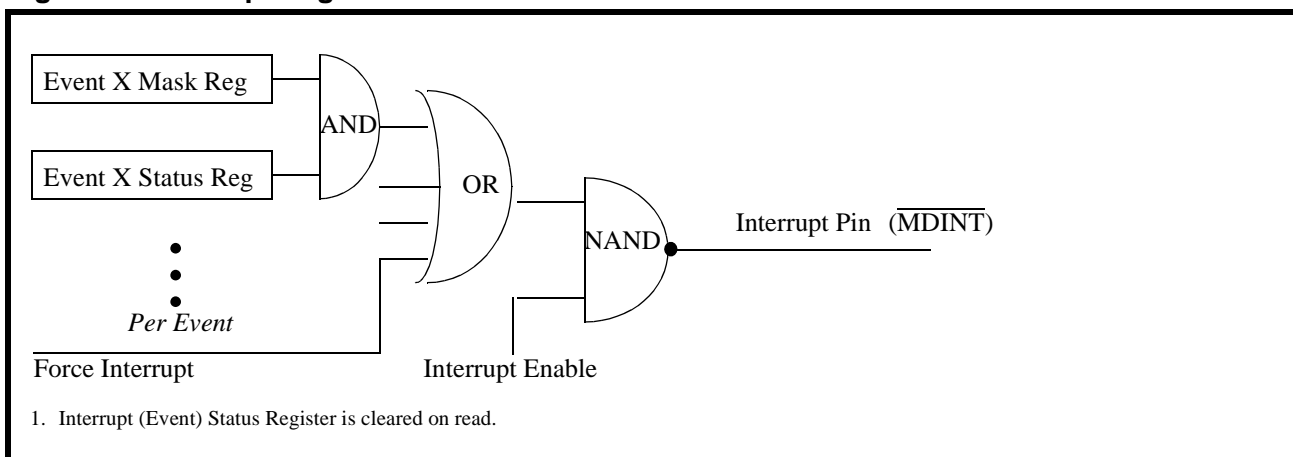 Event X Mask Reg
AND
Event X Status Reg
OR
NAND
Interrupt Pin (MDINT)
Per Event
Force Interrupt
Interrupt Enable
1. Interrupt (Event) Status Register is cleared on read.